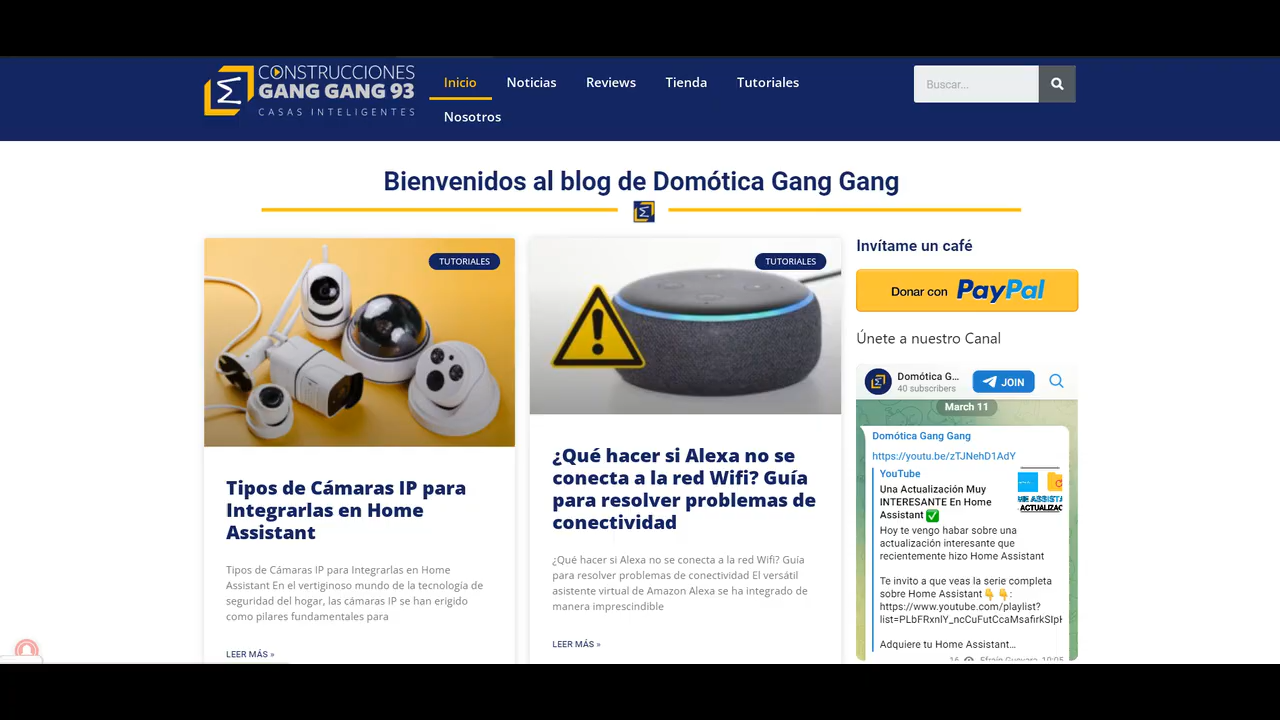 CONSTRUCCIONES
GANG GANG 93
CASAS INTELIGENTES
Inicio
Noticias
Reviews
Tienda
Tutoriales
Nosotros
Buscar...
Bienvenidos al blog de Domótica Gang Gang
TUTORIALES
Tipos de Cámaras IP para
Integrarlas en Home
Assistant
Tipos de Cámaras IP para Integrarlas en Home
Assistant En el vertiginoso mundo de la tecnología de
seguridad del hogar, las cámaras IP se han erigido
como pilares fundamentales para
LEER MÁS »
TUTORIALES
¿Qué hacer si Alexa no se
conecta a la red Wifi? Guía
para resolver problemas de
conectividad
¿Qué hacer si Alexa no se conecta a la red Wifi? Guía
para resolver problemas de conectividad El versátil
asistente virtual de Amazon Alexa se ha integrado de
manera imprescindible
LEER MÁS »
Invítame un café
Donar con PayPal
Únete a nuestro Canal
Domótica G...
40 subscribers
JOIN
March 11
Domótica Gang Gang
https://youtu.be/zTJNehD1AdY
YouTube
Una Actualización Muy
INTERESANTE En Home
Assistant ✅
Hoy te vengo habar sobre una
actualización interesante que
recientemente hizo Home Assistant
Te invito a que veas la serie completa
sobre Home Assistant👇👇:
https://www.youtube.com/playlist?
list=PLbFRxnlY_ncCuFutCcaMsafirkSIpH
Adquiere tu Home Assistant...
16 Efraín Guevara, 10:05